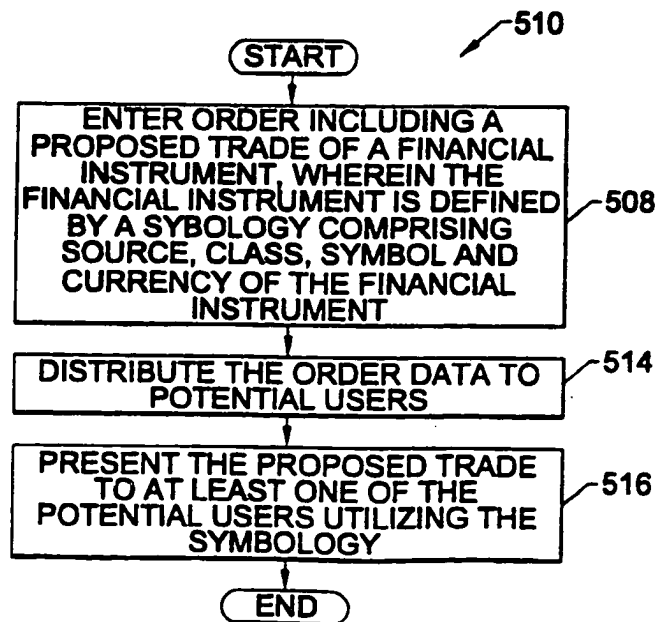 510
START
ENTER ORDER INCLUDING A
PROPOSED TRADE OF A FINANCIAL
INSTRUMENT, WHEREIN THE
FINANCIAL INSTRUMENT IS DEFINED
BY A SYBOLOGY COMPRISING
SOURCE, CLASS, SYMBOL AND
CURRENCY OF THE FINANCIAL
INSTRUMENT
508
DISTRIBUTE THE ORDER DATA TO
POTENTIAL USERS
514
PRESENT THE PROPOSED TRADE
TO AT LEAST ONE OF THE
POTENTIAL USERS UTILIZING THE
SYMBOLOGY
516
END